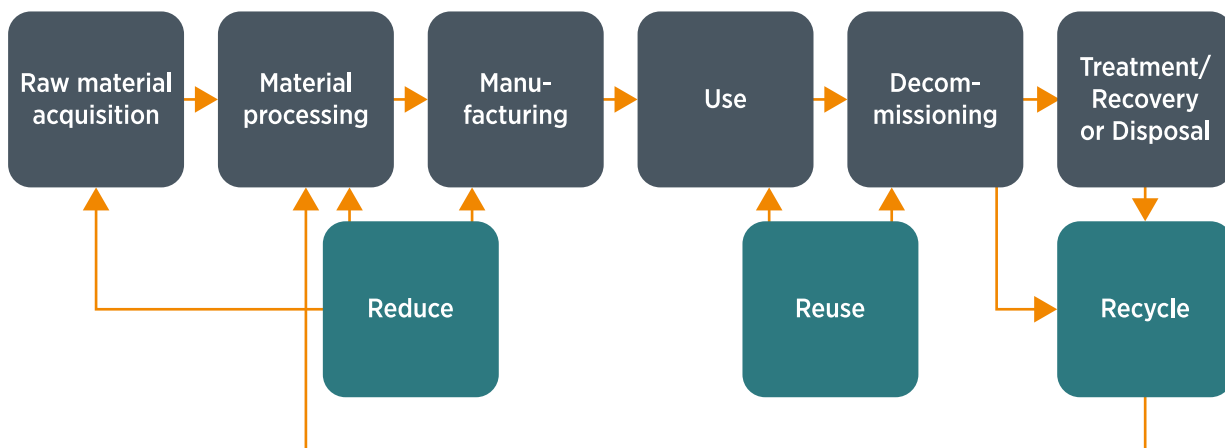 Raw material
acquisition
Material
processing
Manu-
facturing
Use
Decom-
missioning
Treatment/
Recovery
or Disposal
Reduce
Reuse
Recycle